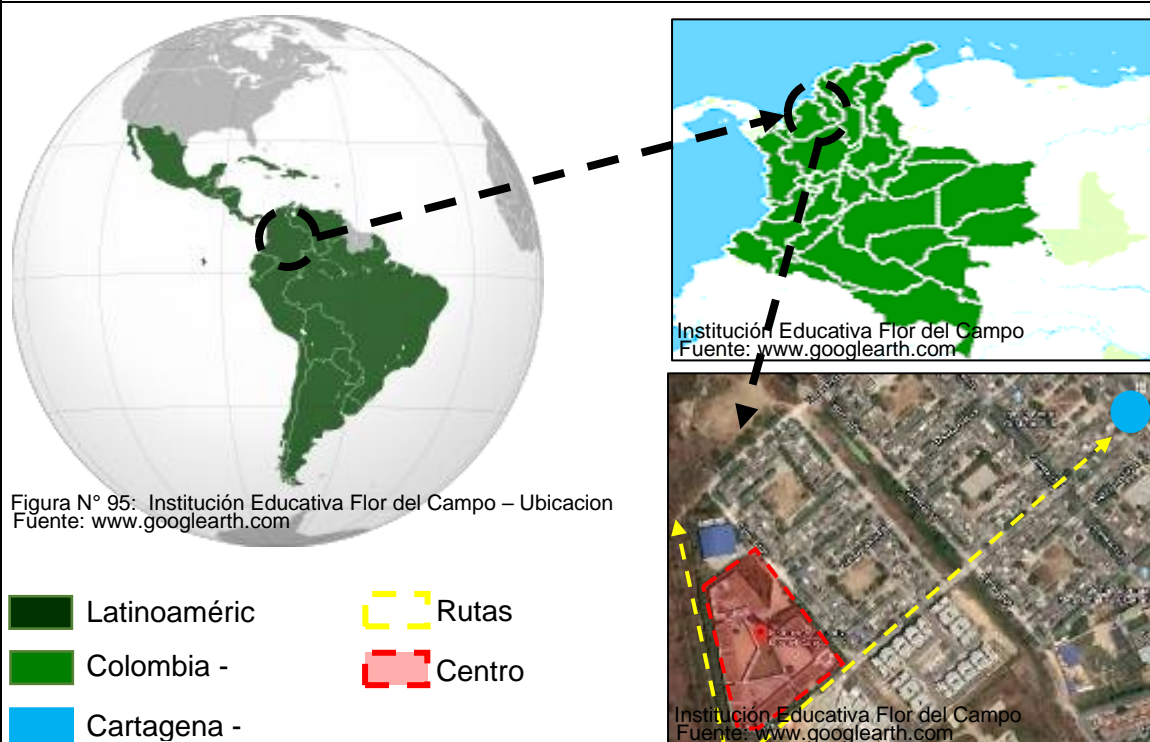 Institución Educativa Flor del Campo
Fuente: www.googlearth.com
Figura N° 95: Institución Educativa Flor del Campo – Ubicacion
Fuente: www.googlearth.com
Latinoaméric
Colombia -
Cartagena -
Rutas
Centro
Institución Educativa Flor del Campo
Fuente: www.googlearth.com